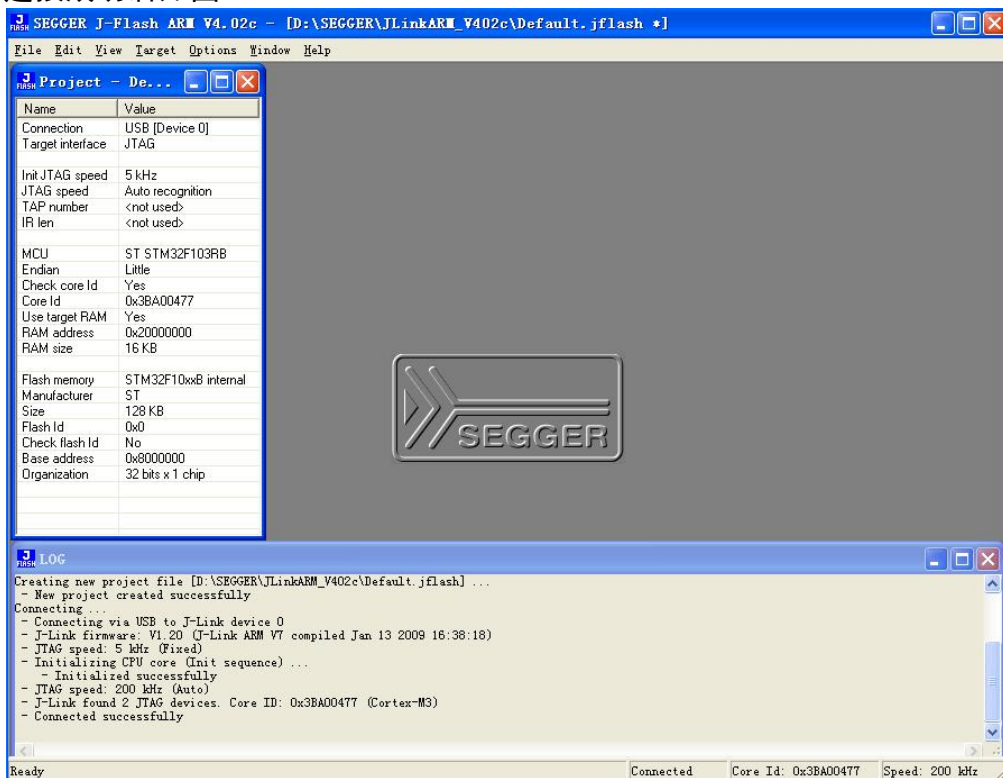 SEGGER J-Flash ARM V4.02c - [D:\SEGGER\JLinkARM_V402c\Default.jflash *]
File Edit View Target Options Window Help
Project - De...
Name Value
Connection USB [Device 0]
Target interface JTAG
Init JTAG speed 5 kHz
JTAG speed Auto recognition
TAP number <not used>
IR len <not used>
MCU ST STM32F103RB
Endian Little
Check core Id Yes
Core Id 0x3BA00477
Use target RAM Yes
RAM address 0x20000000
RAM size 16 KB
Flash memory STM32F10xxB internal
Manufacturer ST
Size 128 KB
Flash Id 0x0
Check flash Id No
Base address 0x8000000
Organization 32 bits x 1 chip
SEGGER
LOG
Creating new project file [D:\SEGGER\JLinkARM_V402c\Default.jflash] ...
- New project created successfully
Connecting ...
- Connecting via USB to J-Link device 0
- J-Link firmware: V1.20 (J-Link ARM V7 compiled Jan 13 2009 16:38:18)
- JTAG speed: 5 kHz (Fixed)
- Initializing CPU core (Init sequence) ...
- Initialized successfully
- JTAG speed: 200 kHz (Auto)
- J-Link found 2 JTAG devices. Core ID: 0x3BA00477 (Cortex-M3)
- Connected successfully
Ready Connected Core Id: 0x3BA00477 Speed: 200 kHz